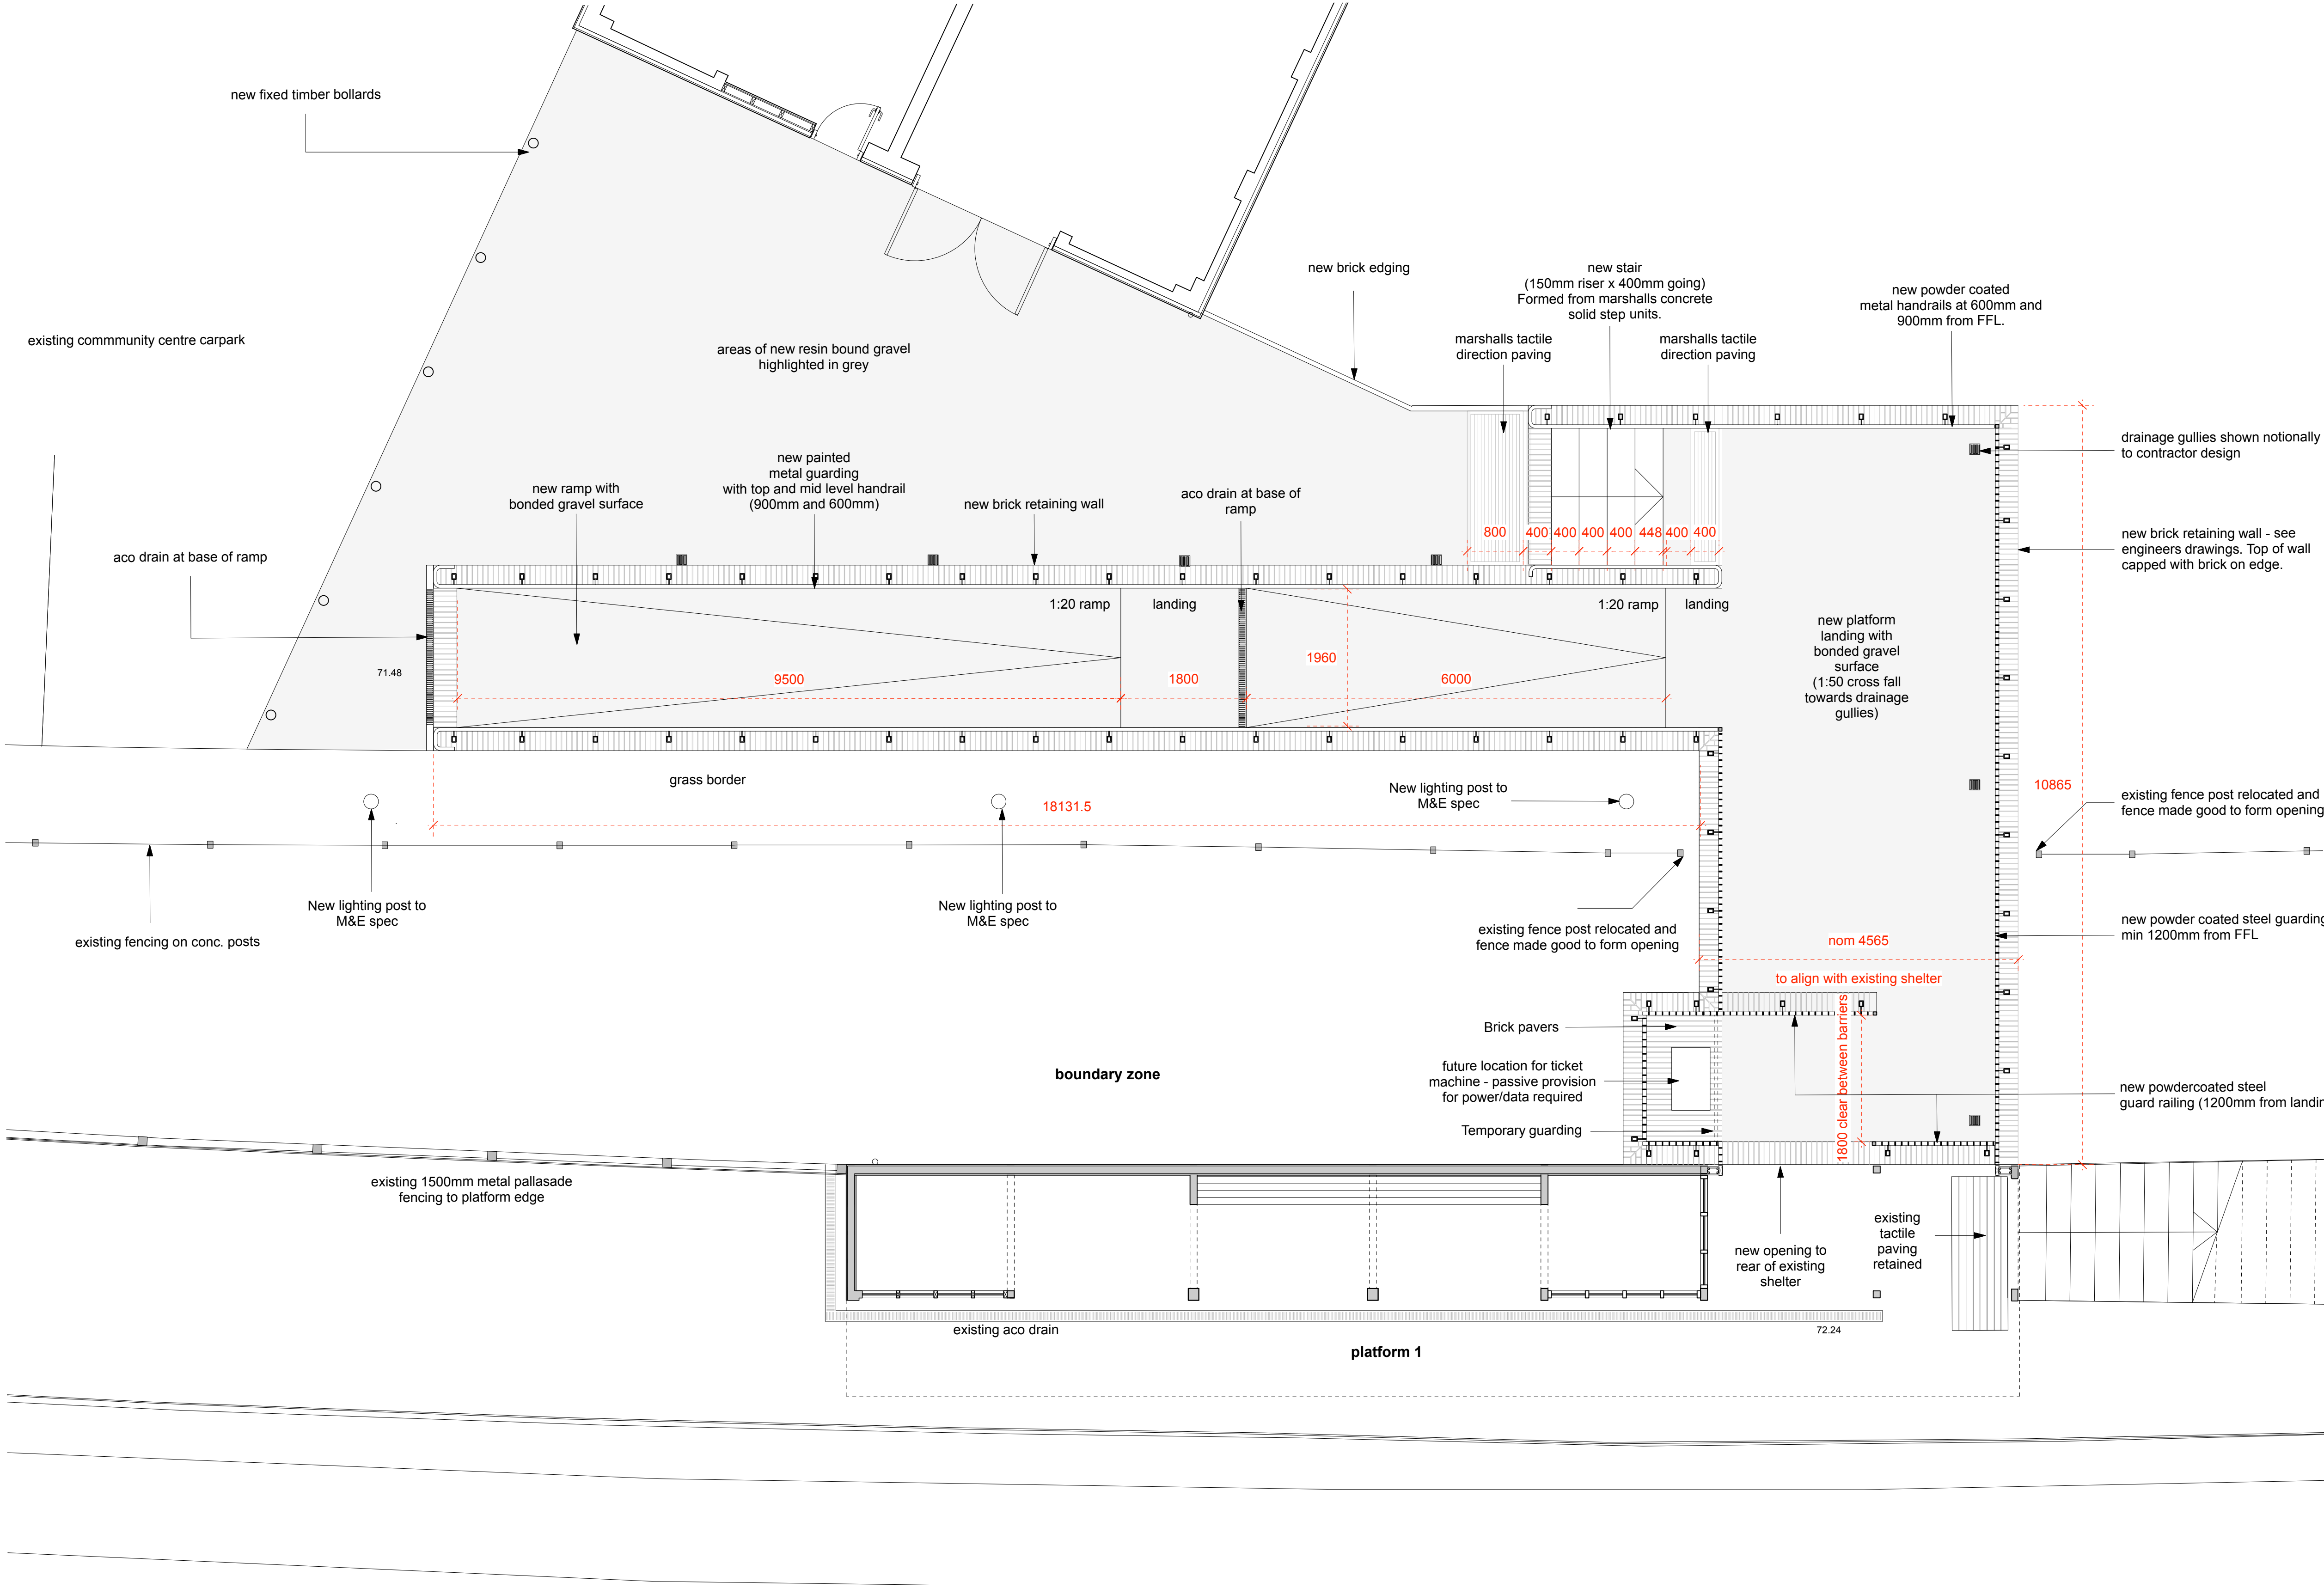 new fixed timber bollards
existing commmunity centre carpark
areas of new resin bound gravel
highlighted in grey
new brick edging
new stair
(150mm riser x 400mm going)
Formed from marshalls concrete
solid step units.
new powder coated
metal handrails at 600mm and
900mm from FFL.
marshalls tactile
direction paving
marshalls tactile
direction paving
drainage gullies shown notionally
to contractor design
new ramp with
bonded gravel surface
new painted
metal guarding
with top and mid level handrail
(900mm and 600mm)
new brick retaining wall
aco drain at base of
ramp
800
400
400
400
400
448
400
400
new brick retaining wall - see
engineers drawings. Top of wall
capped with brick on edge.
aco drain at base of ramp
1:20 ramp
landing
1:20 ramp
landing
new platform
landing with
bonded gravel
surface
(1:50 cross fall
towards drainage
gullies)
71.48
9500
1800
1960
6000
grass border
New lighting post to
M&E spec
18131.5
10865
existing fence post relocated and
fence made good to form opening
New lighting post to
M&E spec
New lighting post to
M&E spec
existing fencing on conc. posts
existing fence post relocated and
fence made good to form opening
new powder coated steel guarding
min 1200mm from FFL
nom 4565
to align with existing shelter
1800 clear between barriers
Brick pavers
future location for ticket
machine - passive provision
for power/data required
Temporary guarding
boundary zone
new powdercoated steel
guard railing (1200mm from landin
existing 1500mm metal pallasade
fencing to platform edge
new opening to
rear of existing
shelter
existing
tactile
paving
retained
existing aco drain
72.24
platform 1